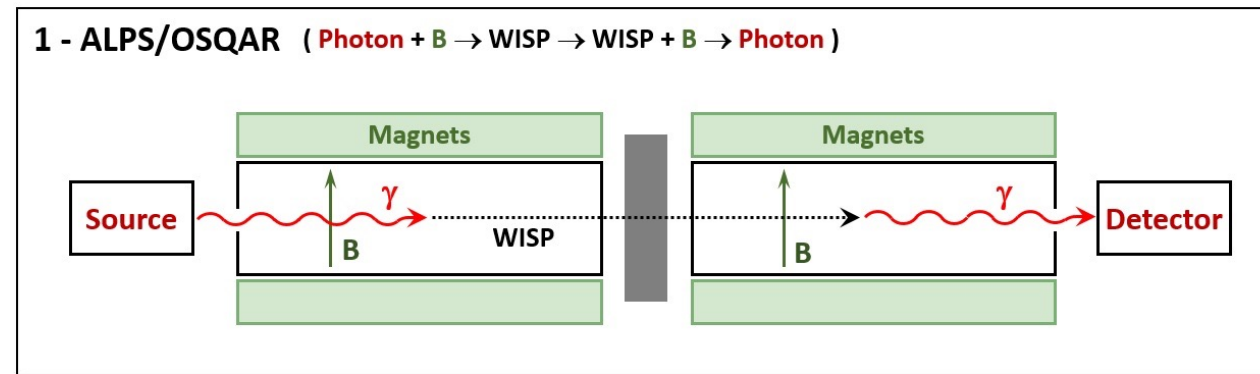 1 - ALPS/OSQAR ( Photon + B → WISP → WISP + B → Photon )
Magnets Magnets
γ γ
Source Detector
WISP
B B